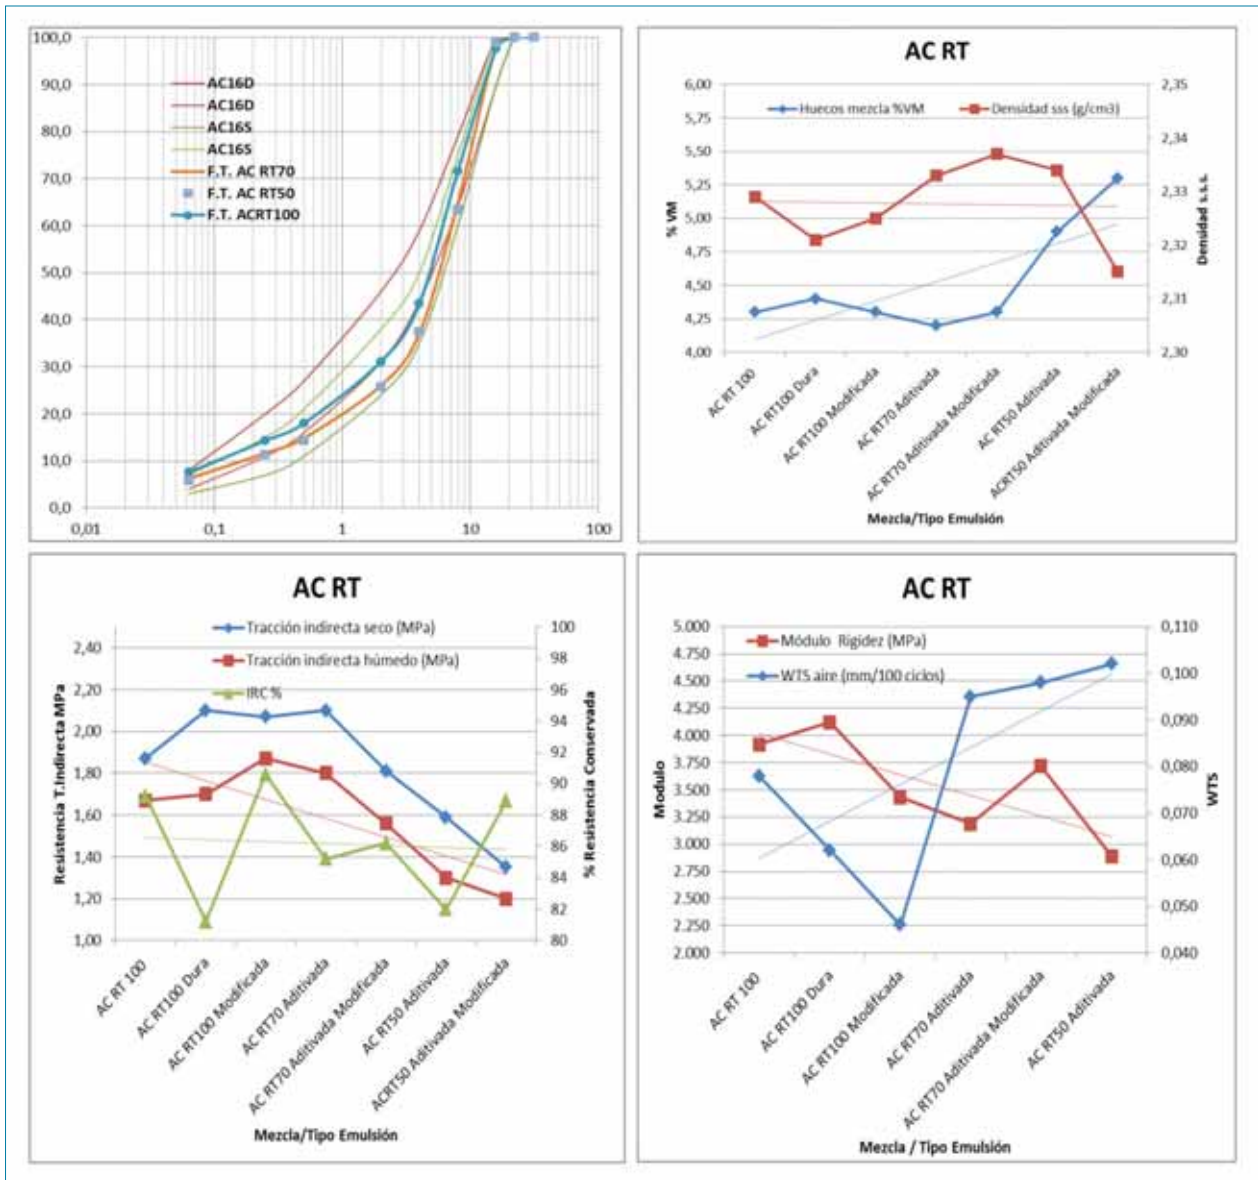 100,0
90,0
80,0
70,0
60,0
50,0
40,0
30,0
20,0
10,0
0,0
0,01
0,1
1
10
100
AC16D
AC16D
AC16S
AC16S
F.T. AC RT70
F.T. AC RT50
F.T. ACRT100
AC RT
Huecos mezcla %VM
Densidad sss (g/cm3)
6,00
5,75
5,50
5,25
5,00
4,75
4,50
4,25
4,00
% VM
2,35
2,34
2,33
2,32
2,31
2,30
Densidad s.s.s.
AC RT 100
AC RT100 Dura
AC RT100 Modificada
AC RT70 Aditivada
AC RT70 Aditivada Modificada
AC RT50 Aditivada
ACRT50 Aditivada Modificada
Mezcla/Tipo Emulsión
AC RT
Tracción indirecta seco (MPa)
Tracción indirecta húmedo (MPa)
IRC %
2,40
2,20
2,00
1,80
1,60
1,40
1,20
1,00
Resistencia T.Indirecta MPa
100
98
96
94
92
90
88
86
84
82
80
% Resistencia Conservada
AC RT 100
AC RT100 Dura
AC RT100 Modificada
AC RT70 Aditivada
AC RT70 Aditivada Modificada
AC RT50 Aditivada
ACRT50 Aditivada Modificada
Mezcla/Tipo Emulsión
AC RT
Módulo Rigidez (MPa)
WTS aire (mm/100 ciclos)
5.000
4.750
4.500
4.250
4.000
3.750
3.500
3.250
3.000
2.750
2.500
2.250
2.000
Modulo
0,110
0,100
0,090
0,080
0,070
0,060
0,050
0,040
WTS
AC RT 100
AC RT100 Dura
AC RT100 Modificada
AC RT70 Aditivada
AC RT70 Aditivada Modificada
AC RT50 Aditivada
Mezcla / Tipo Emulsión